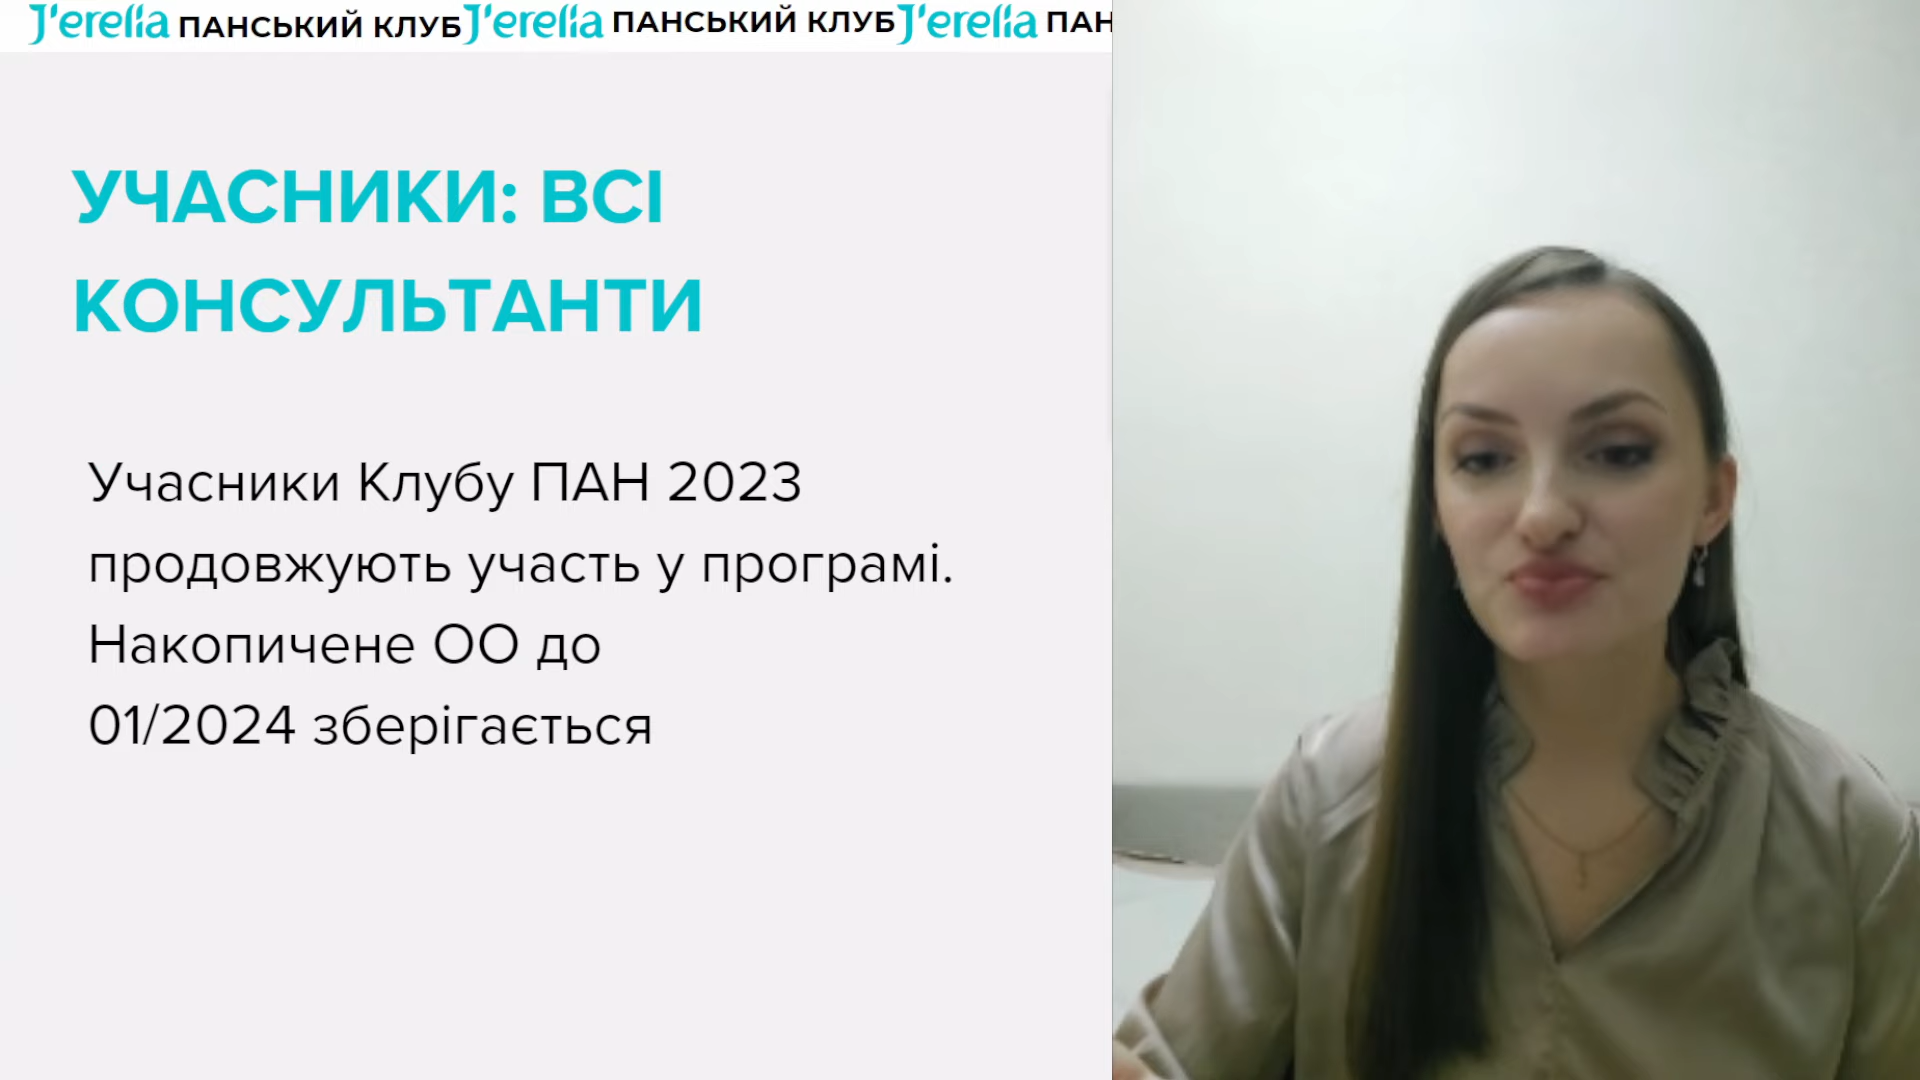 J'erelia ПАНСЬКИЙ КЛУБ J'erelia ПАНСЬКИЙ КЛУБ J'erelia ПАН
УЧАСНИКИ: ВСІ
КОНСУЛЬТАНТИ
Учасники Клубу ПАН 2023
продовжують участь у програмі.
Накопичене ОО до
01/2024 зберігається